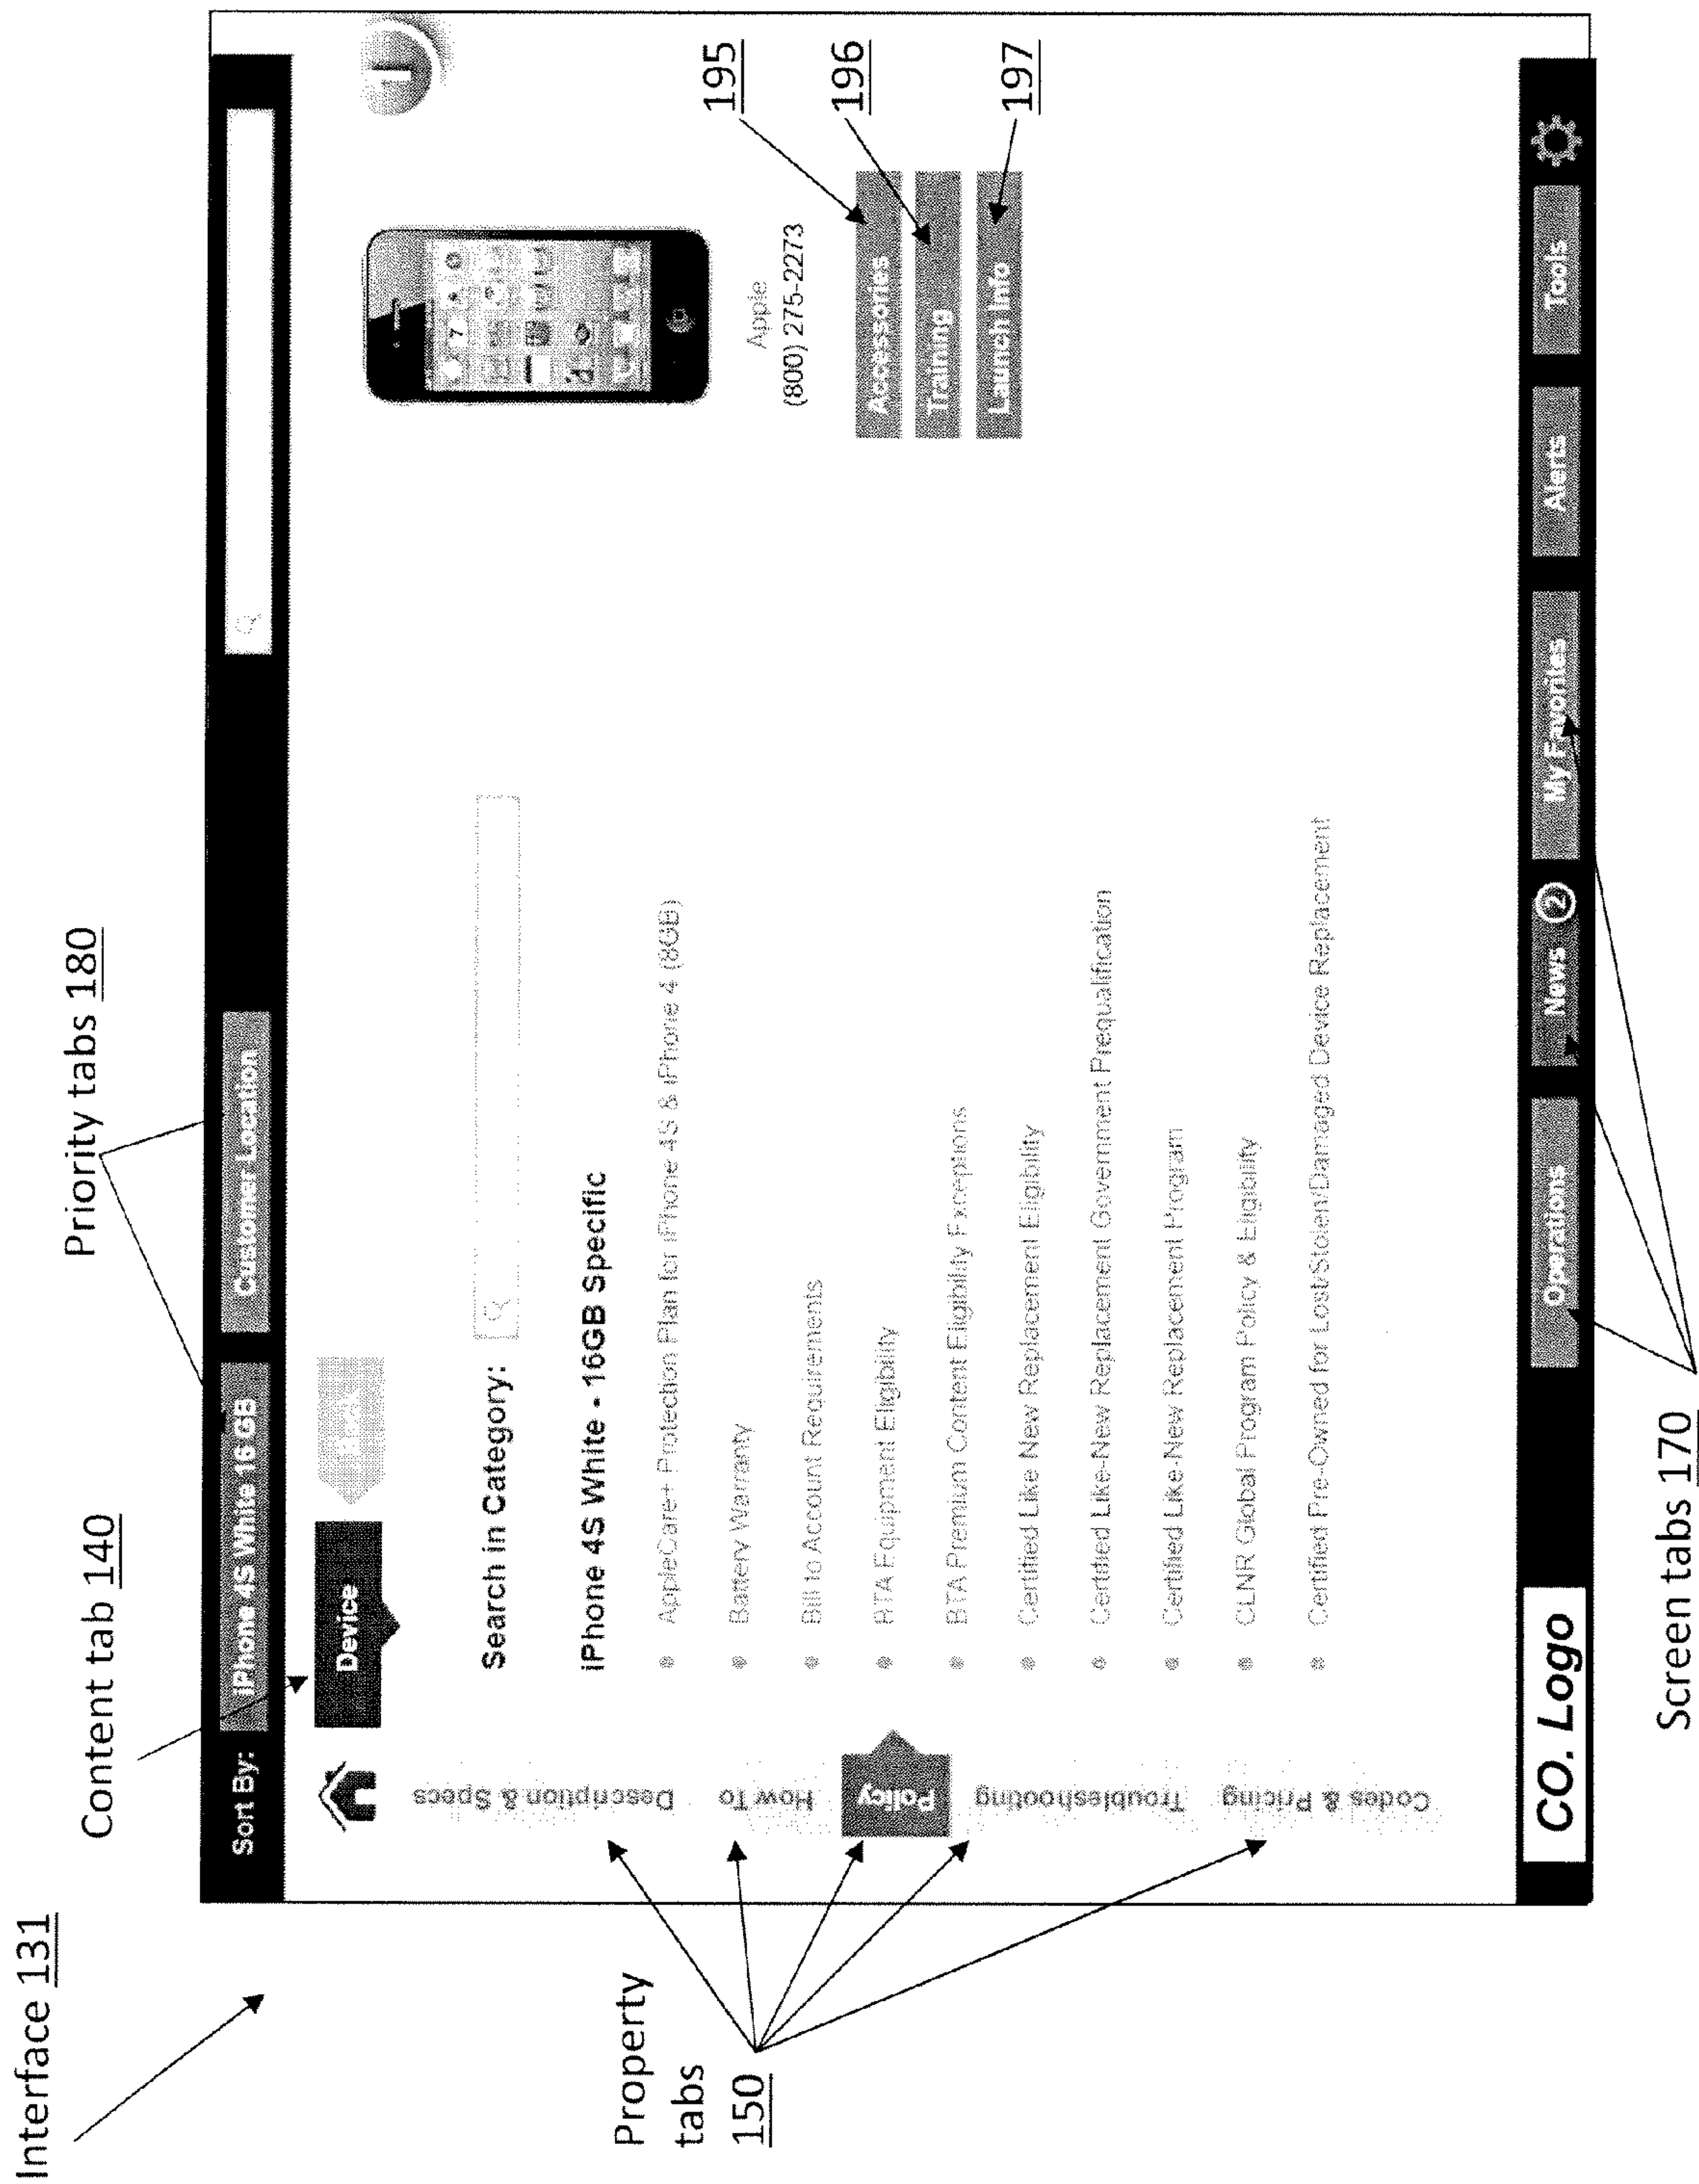 Interface 131
Content tab 140
Priority tabs 180
Sort By:
iPhone 4S White 16 GB
Customer Location
Device
Search in Category:
iPhone 4S White - 16GB Specific
AppleCare+ Protection Plan for iPhone 4S & iPhone 4 (8GB)
Battery Warranty
Bill to Account Requirements
BTA Equipment Eligibility
BTA Premium Content Eligibility Exceptions
Certified Like New Replacement Eligibility
Certified Like-New Replacement Government Prequalification
Certified Like-New Replacement Program
CLNR Global Program Policy & Eligibility
Certified Pre-Owned for Lost/Stolen/Damaged Device Replacement
Description & Specs
How To
Policy
Troubleshooting
Codes & Pricing
Property
tabs
150
Apple
(800) 275-2273
Accessories
Training
Launch Info
195
196
197
CO. Logo
Operations
News 2
My Favorites
Alerts
Tools
Screen tabs 170